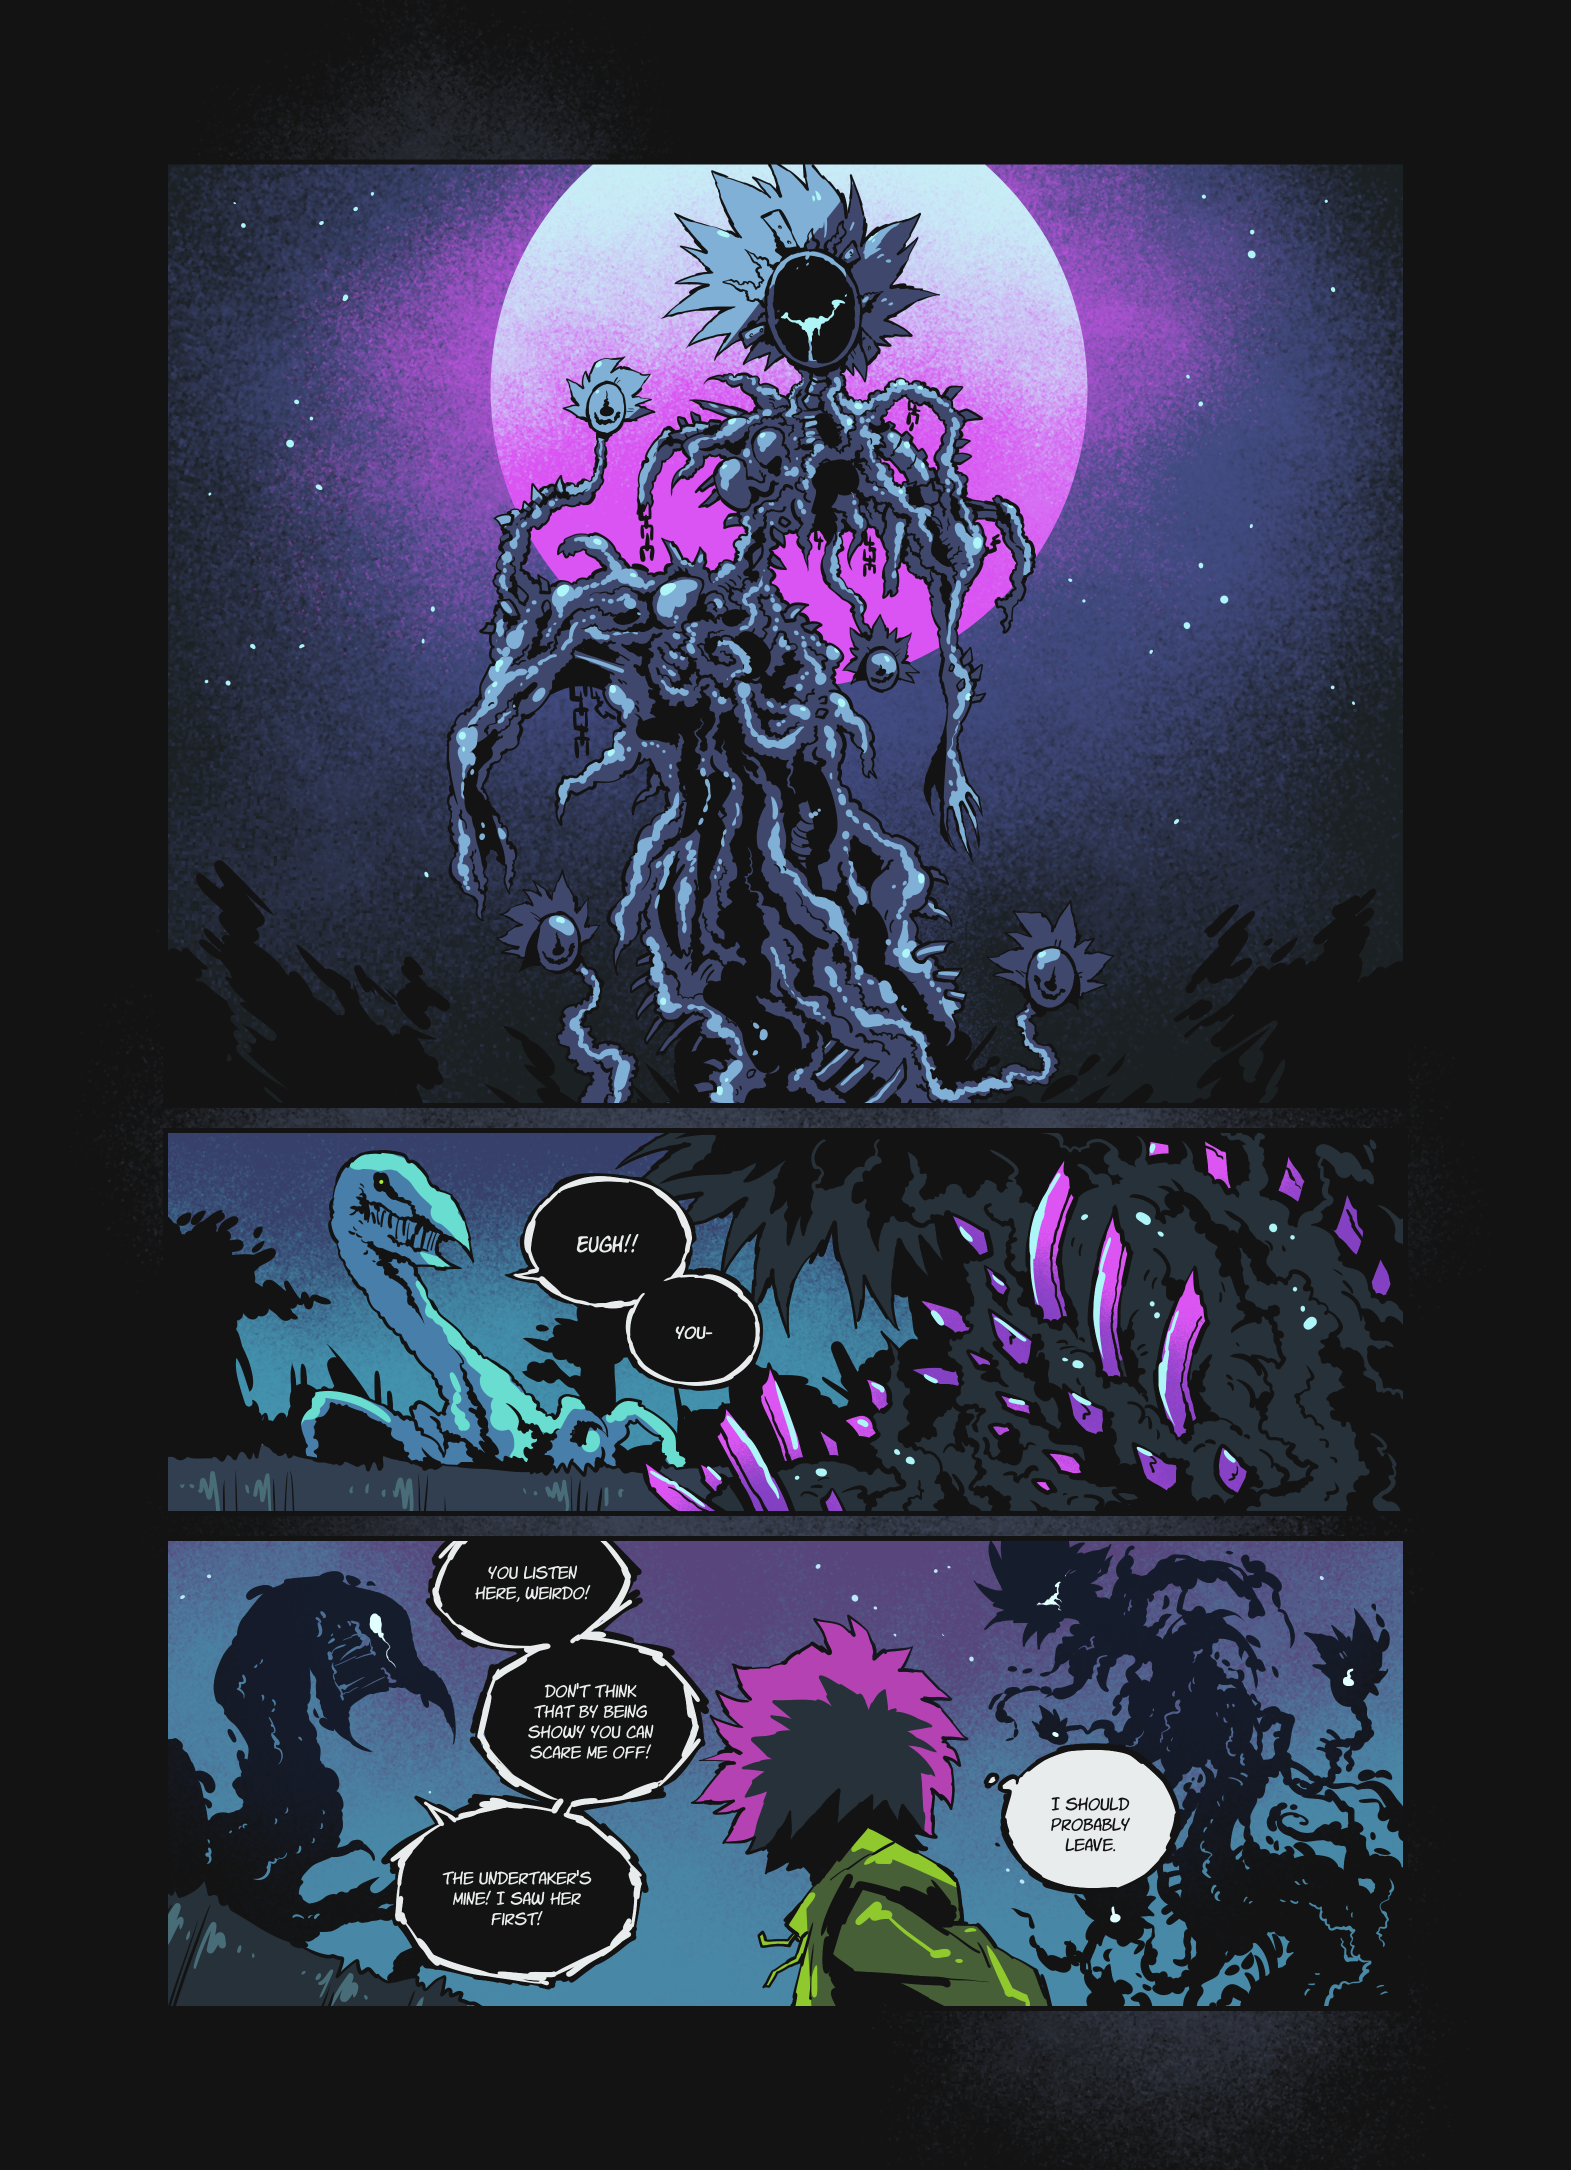 EUGH!!
YOU-
YOU LISTEN
HERE, WEIRDO!
DON'T THINK
THAT BY BEING
SHOWY YOU CAN
SCARE ME OFF!
THE UNDERTAKER'S
MINE! I SAW HER
FIRST!
I SHOULD
PROBABLY
LEAVE.